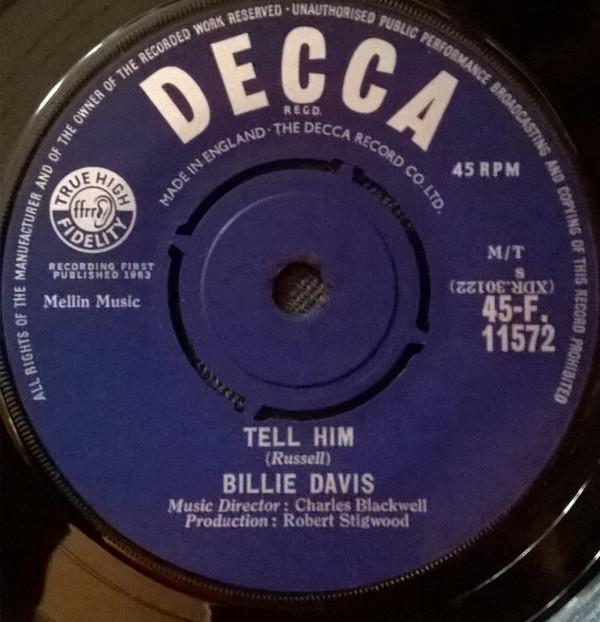 ALL RIGHTS OF THE MANUFACTURER AND OF THE OWNER OF THE RECORDED WORK RESERVED · UNAUTHORISED PUBLIC PERFORMANCE BROADCASTING AND COPYING OF THIS RECORD PROHIBITED
DECCA
REGD.
MADE IN ENGLAND · THE DECCA RECORD CO. LTD.
45 RPM
TRUE HIGH
ffrr
FIDELITY
RECORDING FIRST
PUBLISHED 1963
Mellin Music
M/T
S
(XDR.30122)
45-F.
11572
TELL HIM
(Russell)
BILLIE DAVIS
Music Director : Charles Blackwell
Production : Robert Stigwood